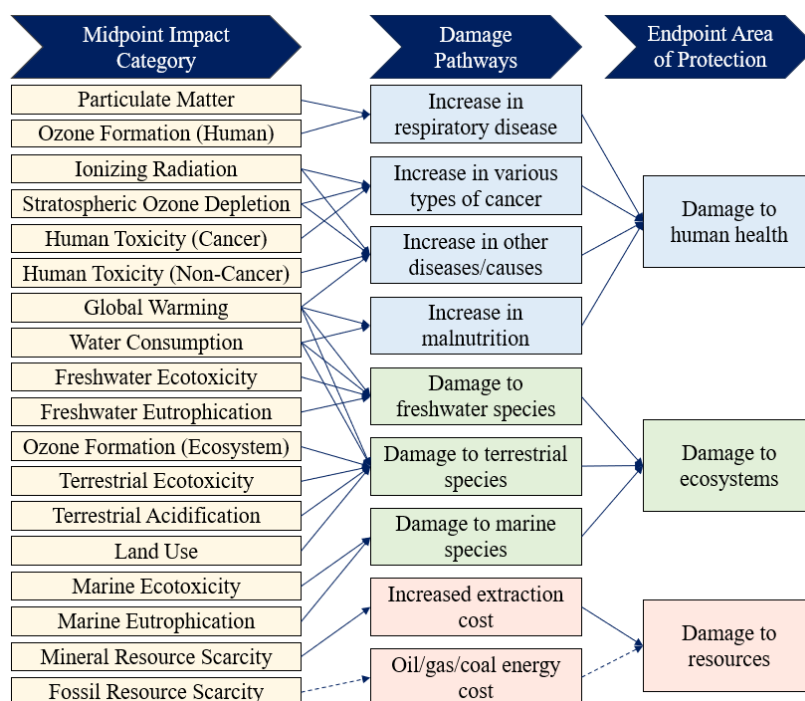 Midpoint Impact
Category
Damage
Pathways
Endpoint Area
of Protection
Particulate Matter
Ozone Formation (Human)
Ionizing Radiation
Stratospheric Ozone Depletion
Human Toxicity (Cancer)
Human Toxicity (Non-Cancer)
Global Warming
Water Consumption
Freshwater Ecotoxicity
Freshwater Eutrophication
Ozone Formation (Ecosystem)
Terrestrial Ecotoxicity
Terrestrial Acidification
Land Use
Marine Ecotoxicity
Marine Eutrophication
Mineral Resource Scarcity
Fossil Resource Scarcity
Increase in
respiratory disease
Increase in various
types of cancer
Increase in other
diseases/causes
Increase in
malnutrition
Damage to
freshwater species
Damage to terrestrial
species
Damage to marine
species
Increased extraction
cost
Oil/gas/coal energy
cost
Damage to
human health
Damage to
ecosystems
Damage to
resources